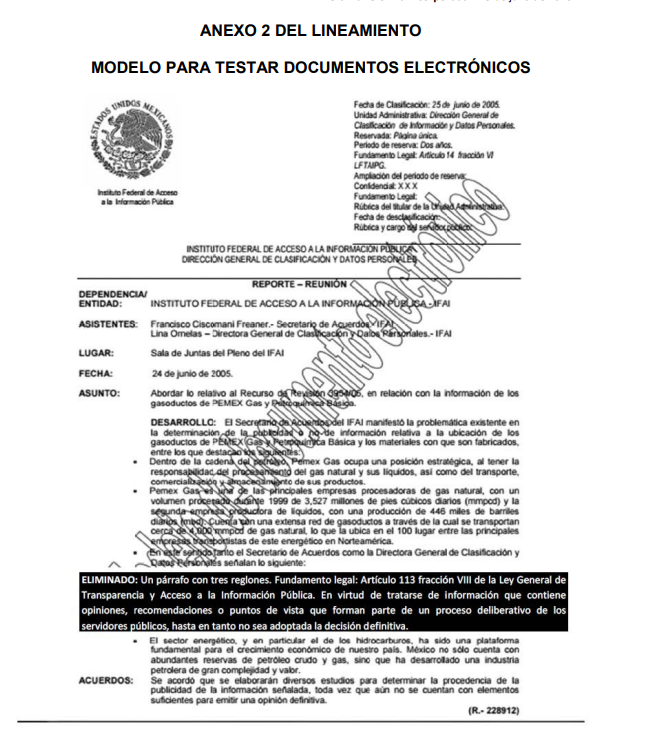 ANEXO 2 DEL LINEAMIENTO
MODELO PARA TESTAR DOCUMENTOS ELECTRÓNICOS
ESTADOS UNIDOS MEXICANOS
Instituto Federal de Acceso
a la Información Pública
Fecha de Clasificación: 25 de junio de 2005.
Unidad Administrativa: Dirección General de
Clasificación de Información y Datos Personales.
Reservada: Página única.
Periodo de reserva: Dos años.
Fundamento Legal: Artículo 14 fracción VI
LFTAIPG.
Ampliación del periodo de reserva:
Confidencial: X X X
Fundamento Legal:
Rúbrica del titular de la Unidad Administrativa:
Fecha de desclasificación:
Rúbrica y cargo del servidor público:
INSTITUTO FEDERAL DE ACCESO A LA INFORMACIÓN PÚBLICA
DIRECCIÓN GENERAL DE CLASIFICACIÓN Y DATOS PERSONALES
REPORTE – REUNIÓN
DEPENDENCIA/
ENTIDAD: INSTITUTO FEDERAL DE ACCESO A LA INFORMACIÓN PÚBLICA - IFAI
ASISTENTES: Francisco Ciscomani Freaner.- Secretario de Acuerdos - IFAI
Lina Ornelas – Directora General de Clasificación y Datos Personales.- IFAI
LUGAR: Sala de Juntas del Pleno del IFAI
FECHA: 24 de junio de 2005.
ASUNTO: Abordar lo relativo al Recurso de Revisión en relación con la información de los
gasoductos de PEMEX Gas y Petroquímica Básica.
DESARROLLO: El Secretario de Acuerdos del IFAI manifestó la problemática existente en
la determinación de la publicidad o no de información relativa a la ubicación de los
gasoductos de PEMEX Gas y Petroquímica Básica y los materiales con que son fabricados,
entre los que destacan los siguientes:
• Dentro de la cadena del petróleo, Pemex Gas ocupa una posición estratégica, al tener la
responsabilidad del procesamiento del gas natural y sus líquidos, así como del transporte,
comercialización y almacenamiento de sus productos.
• Pemex Gas es una de las principales empresas procesadoras de gas natural, con un
volumen procesado durante 1999 de 3,527 millones de pies cúbicos diarios (mmpcd) y la
segunda empresa productora de líquidos, con una producción de 446 miles de barriles
diarios (mbd). Cuenta con una extensa red de gasoductos a través de la cual se transportan
cerca de 4,000 mmpcd de gas natural, lo que la ubica en el 100 lugar entre las principales
empresas transportistas de este energético en Norteamérica.
• En este sentido tanto el Secretario de Acuerdos como la Directora General de Clasificación y
Datos Personales señalan lo siguiente:
ELIMINADO: Un párrafo con tres regiones. Fundamento legal: Artículo 113 fracción VIII de la Ley General de
Transparencia y Acceso a la Información Pública. En virtud de tratarse de información que contiene
opiniones, recomendaciones o puntos de vista que forman parte de un proceso deliberativo de los
servidores públicos, hasta en tanto no sea adoptada la decisión definitiva.
• El sector energético, y en particular el de los hidrocarburos, ha sido una plataforma
fundamental para el crecimiento económico de nuestro país. México no sólo cuenta con
abundantes reservas de petróleo crudo y gas, sino que ha desarrollado una industria
petrolera de gran complejidad y valor.
ACUERDOS: Se acordó que se elaborarán diversos estudios para determinar la procedencia de la
publicidad de la información señalada, toda vez que aún no se cuentan con elementos
suficientes para emitir una opinión definitiva.
(R.- 228912)